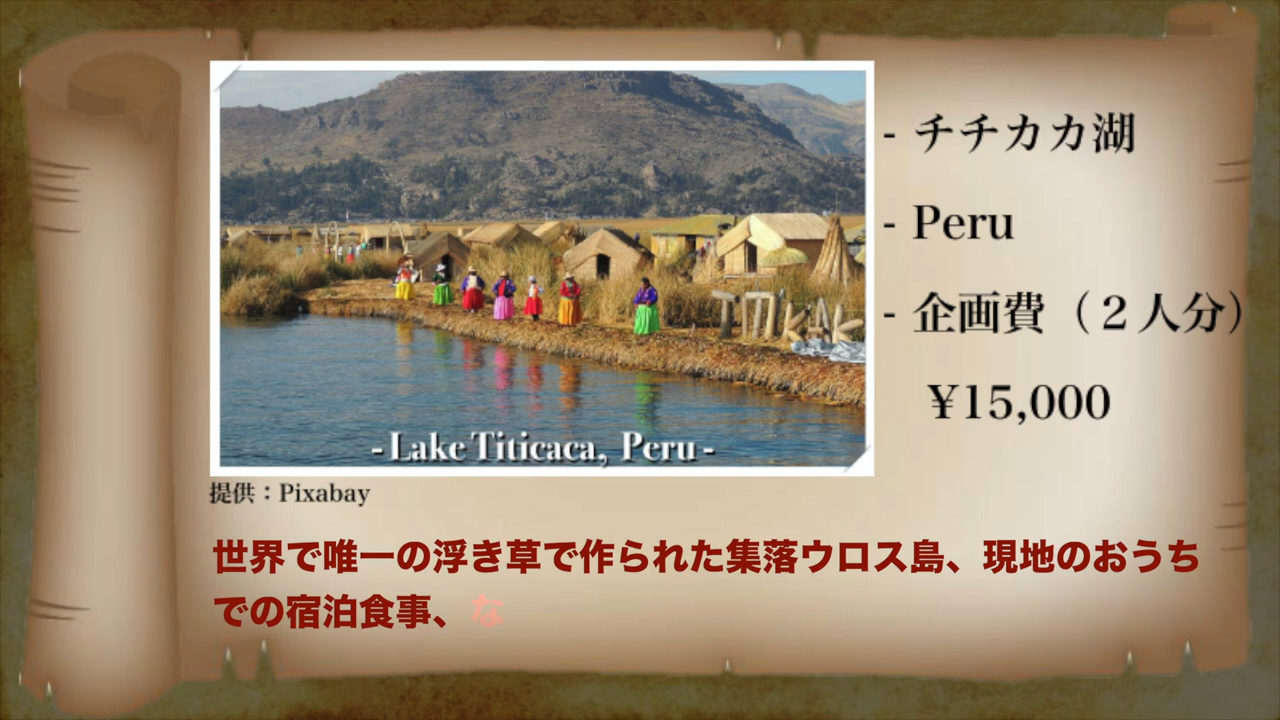 - チチカカ湖
- Peru
- 企画費（２人分）
¥15,000
- Lake Titicaca, Peru -
提供：Pixabay
世界で唯一の浮き草で作られた集落ウロス島、現地のおうち
での宿泊食事、な